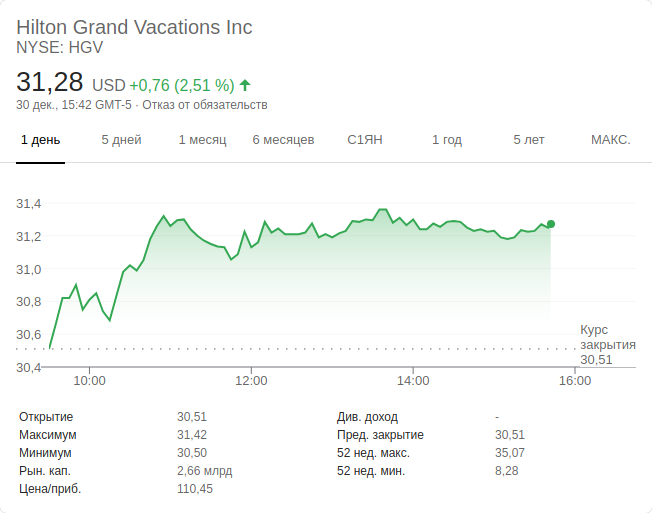 Hilton Grand Vacations Inc
NYSE: HGV
31,28 USD +0,76 (2,51 %)
30 дек., 15:42 GMT-5 · Отказ от обязательств
1 день 5 дней 1 месяц 6 месяцев С1ЯН 1 год 5 лет МАКС.
31,4
31,2
31,0
30,8
30,6
30,4
Курс
закрытия
30,51
10:00 12:00 14:00 16:00
Открытие 30,51
Максимум 31,42
Минимум 30,50
Рын. кап. 2,66 млрд
Цена/приб. 110,45
Див. доход -
Пред. закрытие 30,51
52 нед. макс. 35,07
52 нед. мин. 8,28